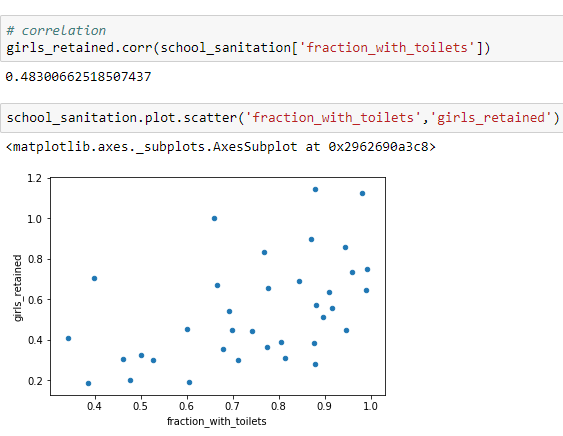 # correlation
girls_retained.corr(school_sanitation['fraction_with_toilets'])
0.48300662518507437
school_sanitation.plot.scatter('fraction_with_toilets','girls_retained')
<matplotlib.axes._subplots.AxesSubplot at 0x2962690a3c8>
1.2
1.0
0.8
0.6
0.4
0.2
girls_retained
0.4 0.5 0.6 0.7 0.8 0.9 1.0
fraction_with_toilets